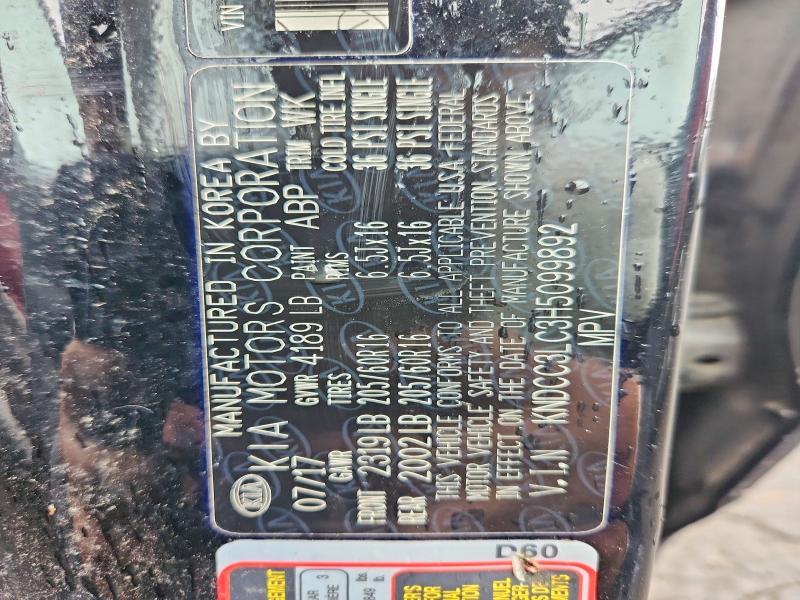 VIN
MANUFACTURED IN KOREA BY
KIA KIA MOTORS CORPORATION
07/17 GVWR 4189 LB PAINT ABP TRIM WK
GAWR TIRES RIMS COLD TIRE INFL
FRONT 2319 LB 205/60R16 6.5Jx16 36 PSI SINGLE
REAR 2002 LB 205/60R16 6.5Jx16 36 PSI SINGLE
THIS VEHICLE CONFORMS TO ALL APPLICABLE U.S.A FEDERAL
MOTOR VEHICLE SAFETY AND THEFT PREVENTION STANDARDS
IN EFFECT ON THE DATE OF MANUFACTURE SHOWN ABOVE.
V.I.N KNDCC3LC3H5099892
MPV
D60